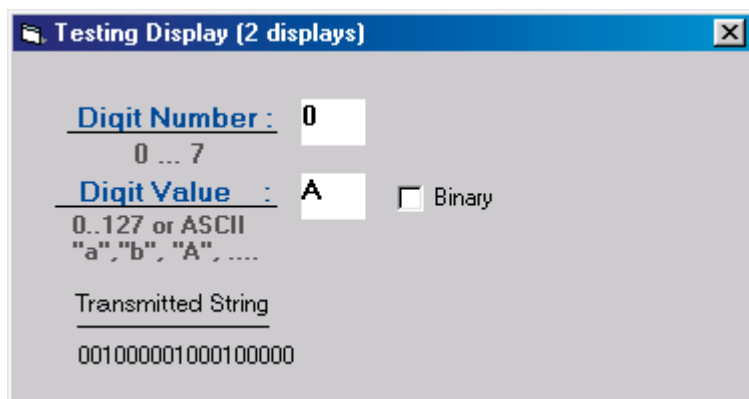 Testing Display (2 displays)
Digit Number : 0
0 ... 7
Digit Value : A Binary
0..127 or ASCII
"a","b", "A", ....
Transmitted String
001000001000100000